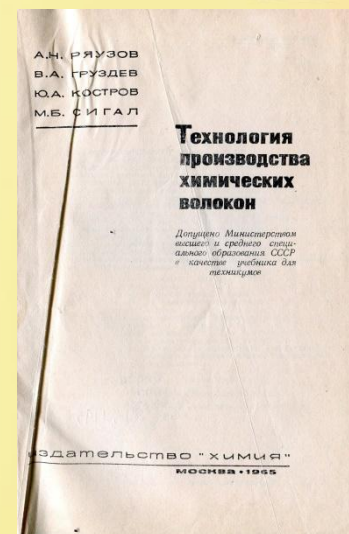 А.Н. РЯУЗОВ
В.А. ГРУЗДЕВ
Ю.А. КОСТРОВ
М.Б. СИГАЛ
Технология
производства
химических
волокон
Допущено Министерством
высшего и среднего специ-
ального образования СССР
в качестве учебника для
техникумов
издательство "химия"
МОСКВА • 1965